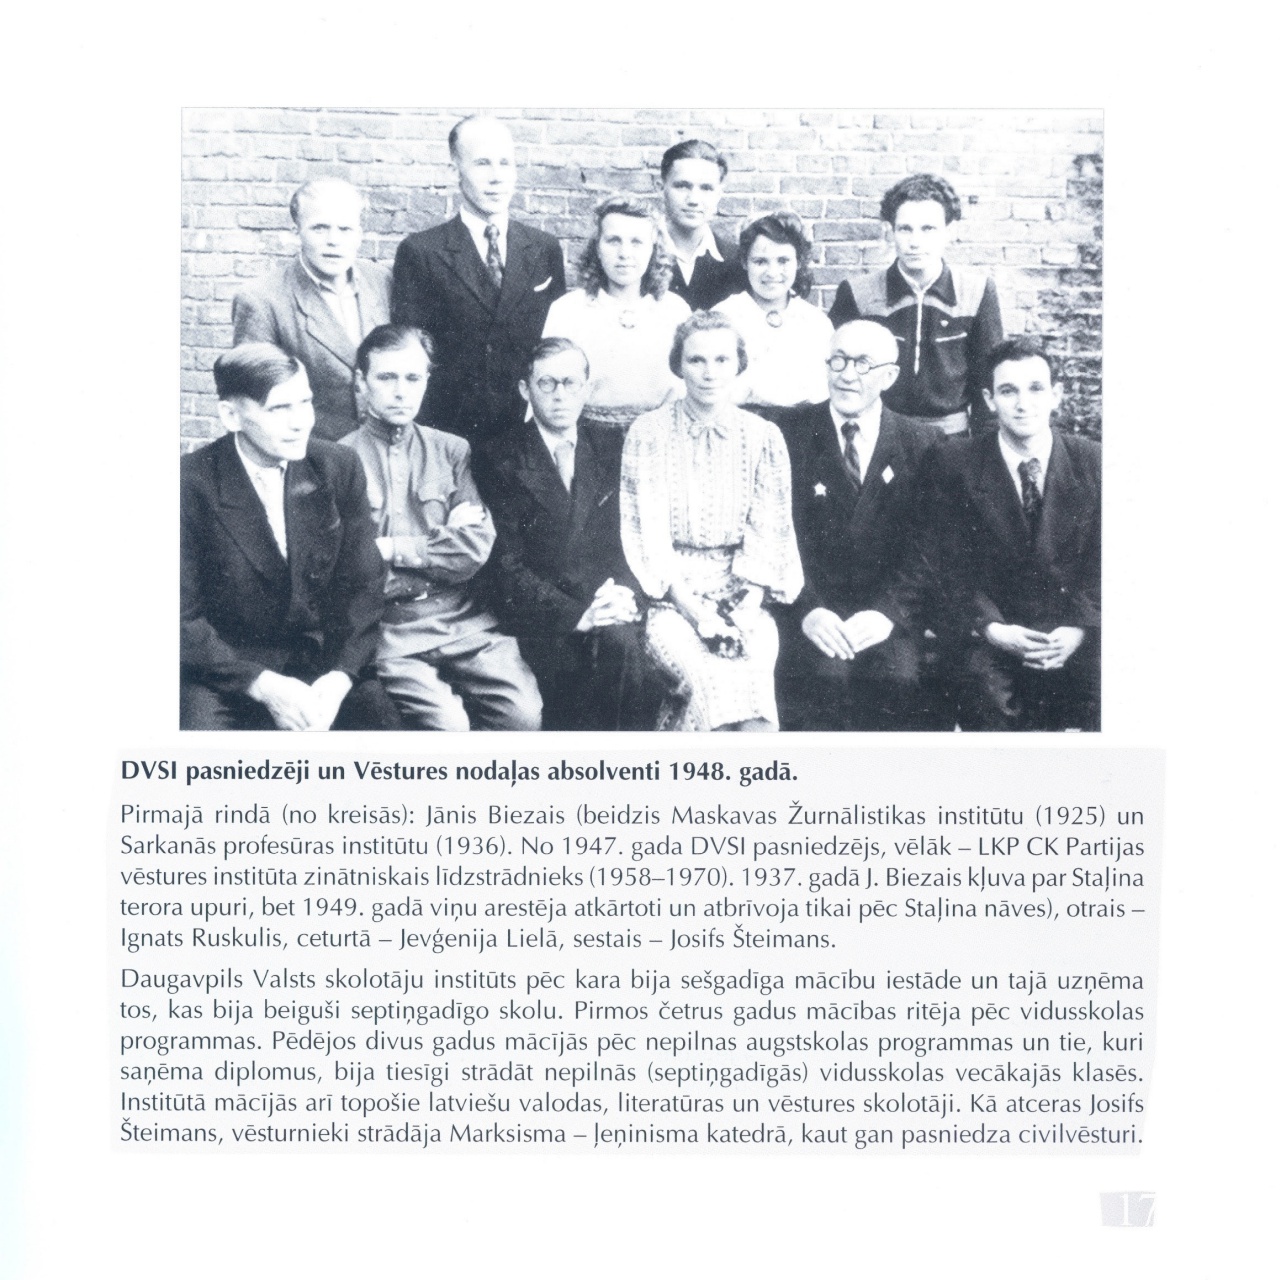 DVSI pasniedzēji un Vēstures nodaļas absolventi 1948. gadā.
Pirmajā rindā (no kreisās): Jānis Biezais (beidzis Maskavas Žurnālistikas institūtu (1925) un
Sarkanās profesūras institūtu (1936). No 1947. gada DVSI pasniedzējs, vēlāk – LKP CK Partijas
vēstures institūta zinātniskais līdzstrādnieks (1958–1970). 1937. gadā J. Biezais kļuva par Staļina
terora upuri, bet 1949. gadā viņu arestēja atkārtoti un atbrīvoja tikai pēc Staļina nāves), otrais –
Ignats Ruskulis, ceturtā – Jevģenija Lielā, sestais – Josifs Šteimans.
Daugavpils Valsts skolotāju institūts pēc kara bija sešgadīga mācību iestāde un tajā uzņēma
tos, kas bija beiguši septiņgadīgo skolu. Pirmos četrus gadus mācības ritēja pēc vidusskolas
programmas. Pēdējos divus gadus mācījās pēc nepilnas augstskolas programmas un tie, kuri
saņēma diplomus, bija tiesīgi strādāt nepilnās (septiņgadīgās) vidusskolas vecākajās klasēs.
Institūtā mācījās arī topošie latviešu valodas, literatūras un vēstures skolotāji. Kā atceras Josifs
Šteimans, vēsturnieki strādāja Marksisma – ļeņinisma katedrā, kaut gan pasniedza civilvēsturi.
17